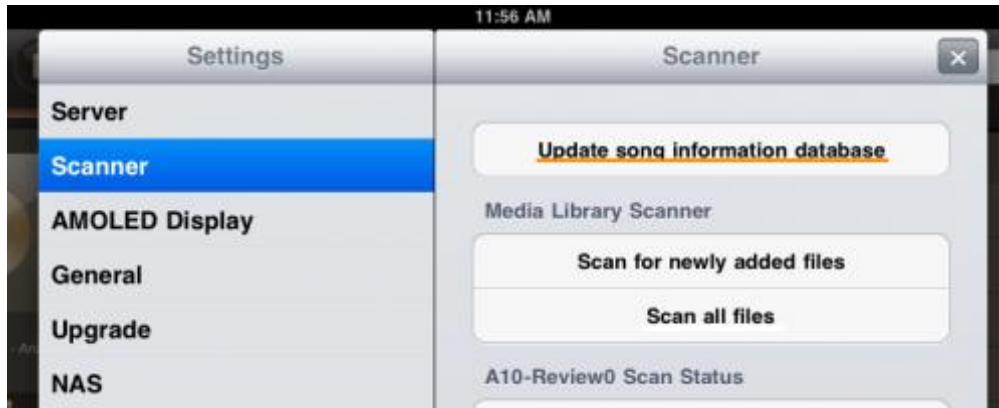 11:56 AM
Settings
Scanner
Server
Scanner
AMOLED Display
General
Upgrade
NAS
Update song information database
Media Library Scanner
Scan for newly added files
Scan all files
A10-Review0 Scan Status